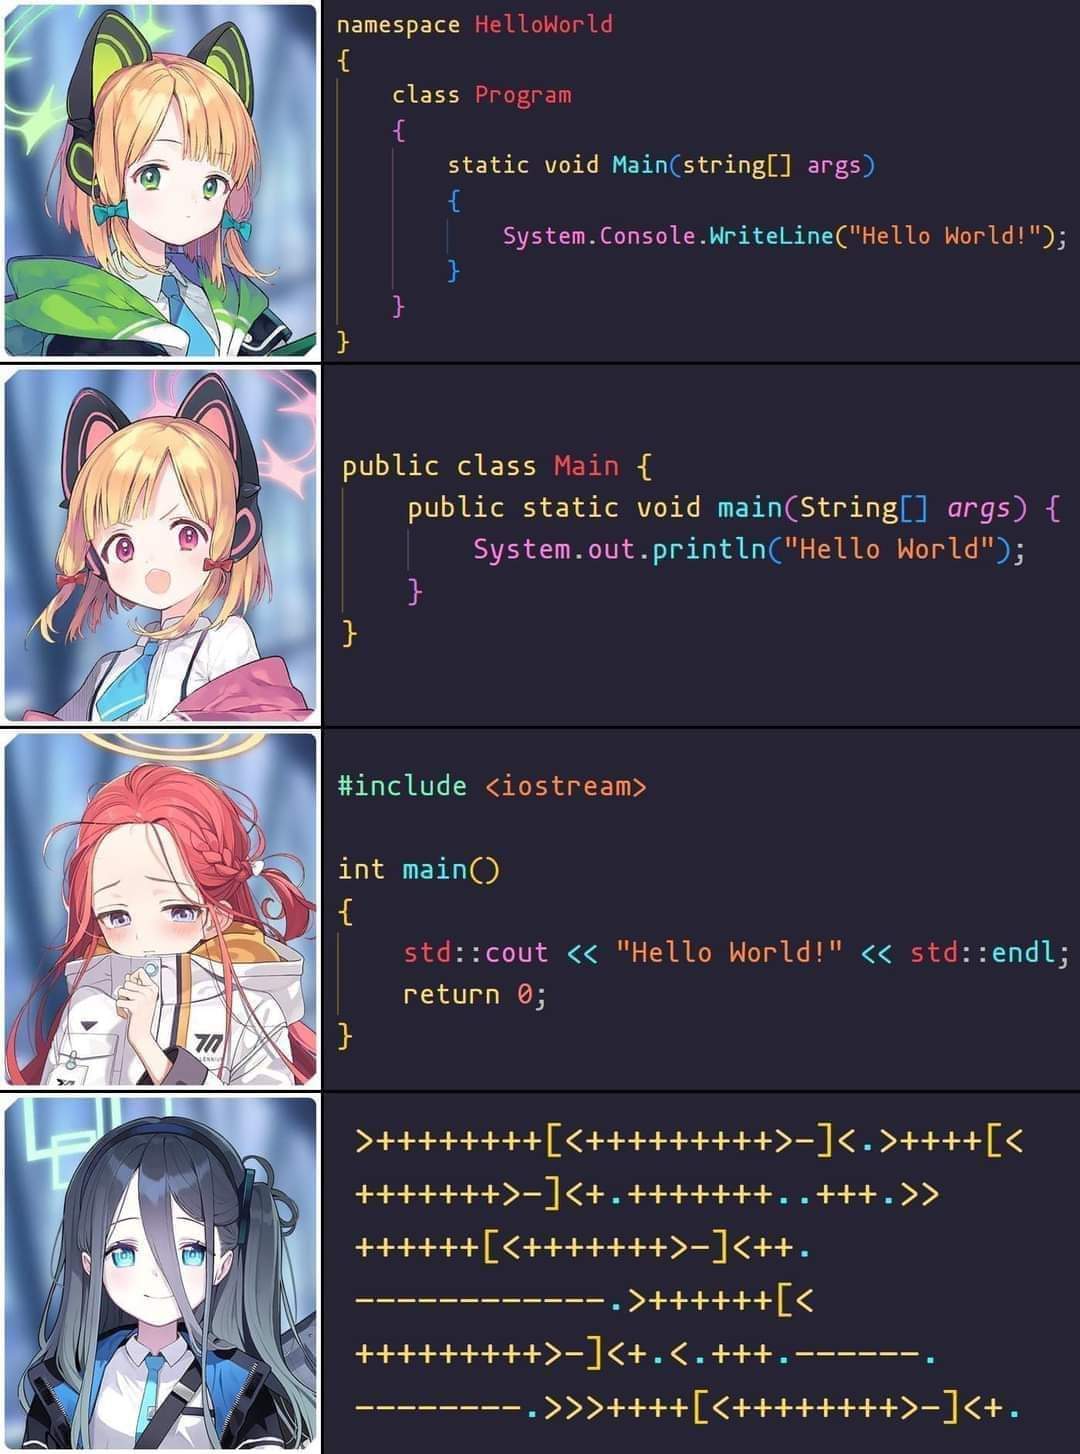 namespace HelloWorld
{
class Program
{
static void Main(string[] args)
{
System.Console.WriteLine("Hello World!");
}
}
}
public class Main {
public static void main(String[] args) {
System.out.println("Hello World");
}
}
#include <iostream>
int main()
{
std::cout << "Hello World!" << std::endl;
return 0;
}
>++++++++[<+++++++++>-]<.>++++[<
+++++++>-]<+.+++++++..+++.>>
++++++[<+++++++>-]<++.
------------.>++++++[<
+++++++++>-]<+.<.+++.------.
--------.>>>++++[<++++++++>-]<+.